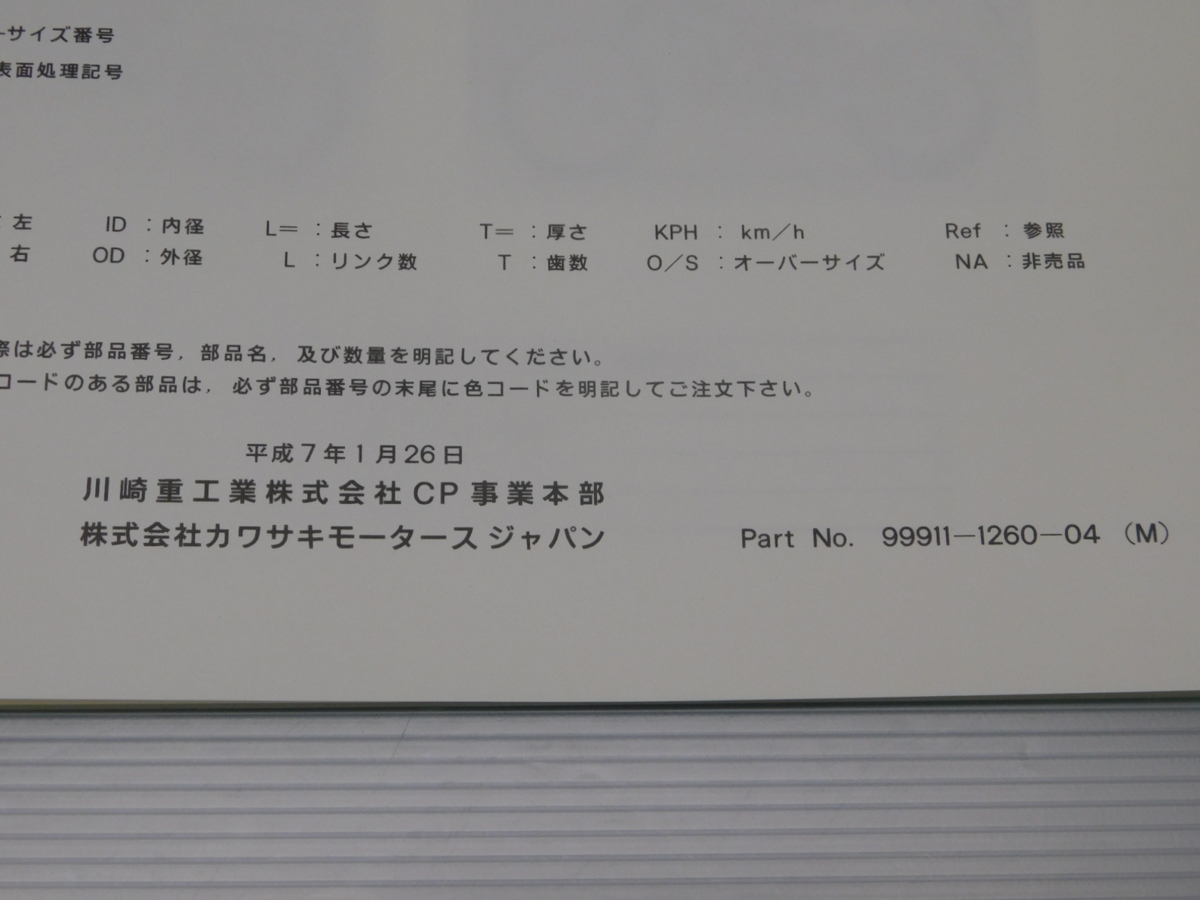 ーサイズ番号
表面処理記号
: 左 ID : 内径 L= : 長さ T= : 厚さ KPH : km/h Ref : 参照
右 OD : 外径 L : リンク数 T : 歯数 O/S : オーバーサイズ NA : 非売品
際は必ず部品番号, 部品名, 及び数量を明記してください。
コードのある部品は, 必ず部品番号の末尾に色コードを明記してご注文下さい。
平成7年1月26日
川崎重工業株式会社CP事業本部
株式会社カワサキモータースジャパン Part No. 99911-1260-04 (M)